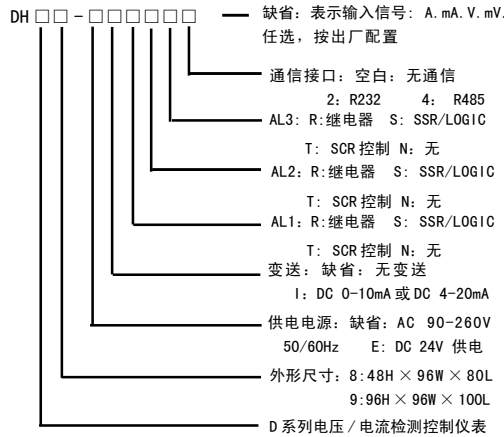 DH□□-□□□□□□ — 缺省: 表示输入信号: A.mA.V.mV.
任选, 按出厂配置
通信接口: 空白: 无通信
2: R232 4: R485
AL3: R:继电器 S: SSR/LOGIC
T: SCR控制 N: 无
AL2: R:继电器 S: SSR/LOGIC
T: SCR控制 N: 无
AL1: R:继电器 S: SSR/LOGIC
T: SCR控制 N: 无
变送: 缺省: 无变送
I: DC 0-10mA或DC 4-20mA
供电电源: 缺省: AC 90-260V
50/60Hz E: DC 24V 供电
外形尺寸: 8:48H×96W×80L
9:96H×96W×100L
D系列电压/电流检测控制仪表